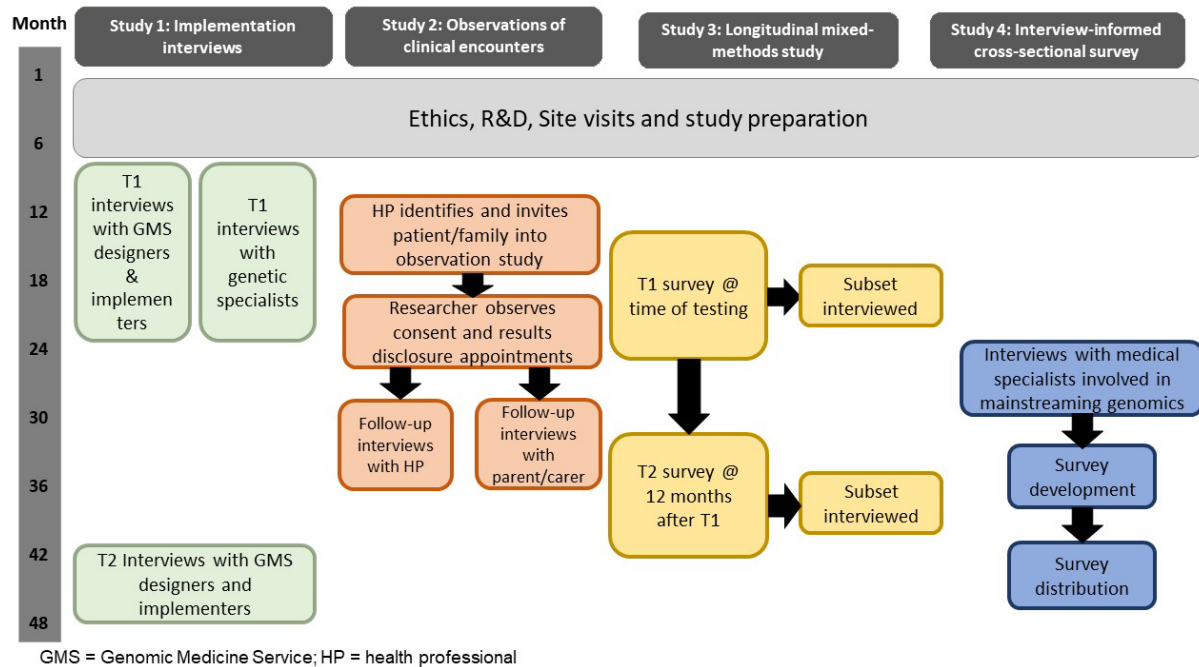 Month
Study 1: Implementation
interviews
Study 2: Observations of
clinical encounters
Study 3: Longitudinal mixed-
methods study
Study 4: Interview-informed
cross-sectional survey
1
6
12
18
24
30
36
42
48
Ethics, R&D, Site visits and study preparation
T1
interviews
with GMS
designers
&
implemen
ters
T1
interviews
with
genetic
specialists
T2 Interviews with GMS
designers and
implementers
HP identifies and invites
patient/family into
observation study
Researcher observes
consent and results
disclosure appointments
Follow-up
interviews
with HP
Follow-up
interviews
with
parent/carer
T1 survey @
time of testing
Subset
interviewed
T2 survey @
12 months
after T1
Subset
interviewed
Interviews with medical
specialists involved in
mainstreaming genomics
Survey
development
Survey
distribution
GMS = Genomic Medicine Service; HP = health professional